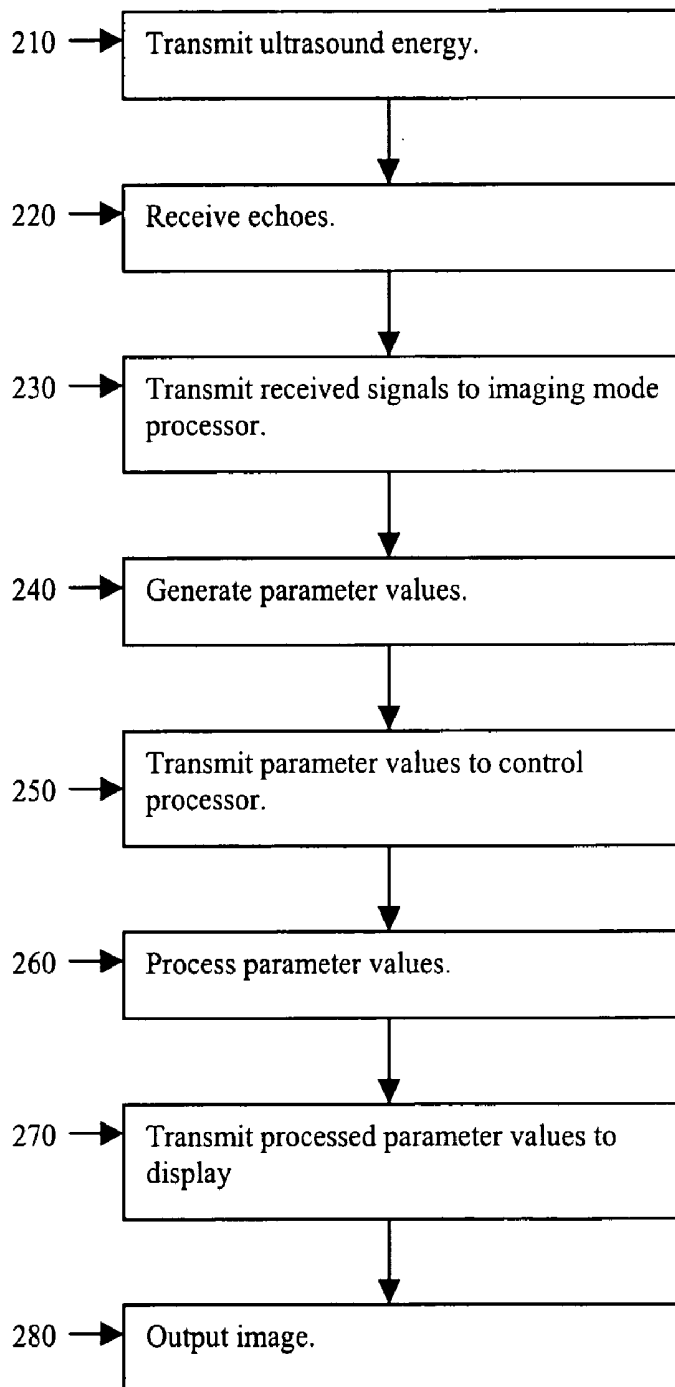 210 Transmit ultrasound energy.
220 Receive echoes.
230 Transmit received signals to imaging mode
processor.
240 Generate parameter values.
250 Transmit parameter values to control
processor.
260 Process parameter values.
270 Transmit processed parameter values to
display
280 Output image.